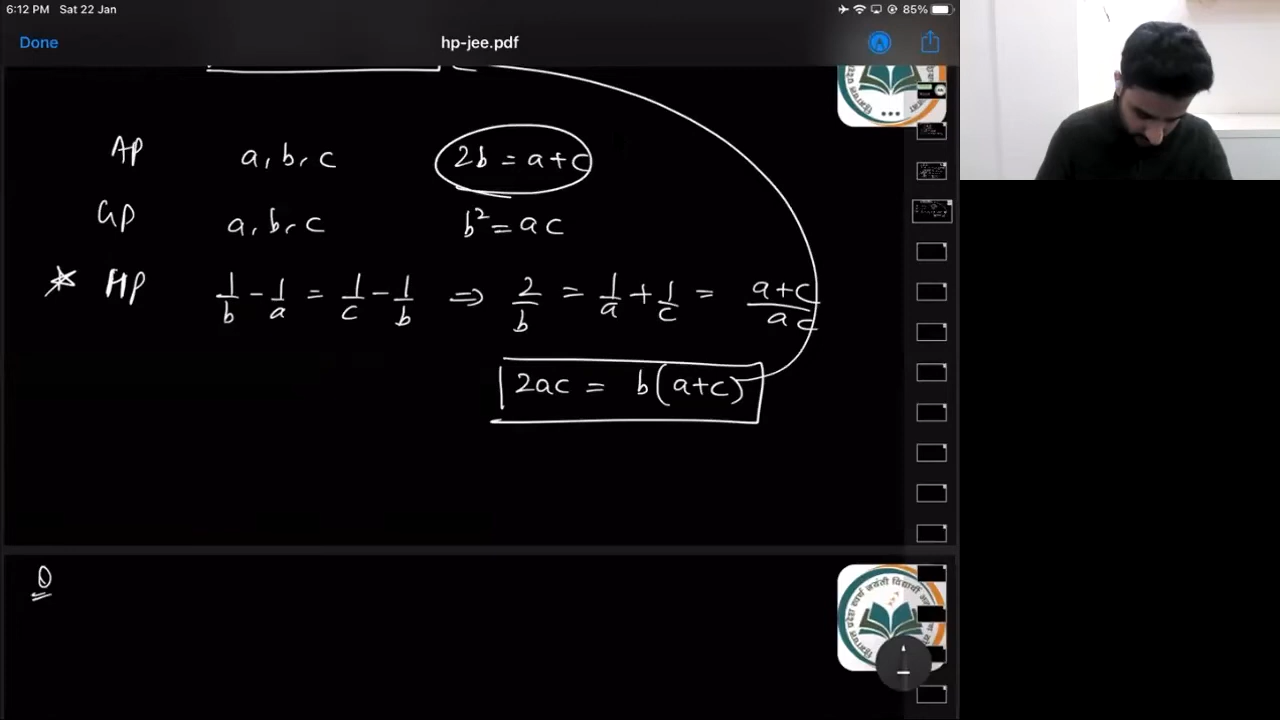 6:12 PM Sat 22 Jan 85%
Done hp-jee.pdf
AP a, b, c 2b = a+c
GP a, b, c b² = ac
* HP 1/b - 1/a = 1/c - 1/b ⇒ 2/b = 1/a + 1/c = a+c/ac
2ac = b(a+c)
Q